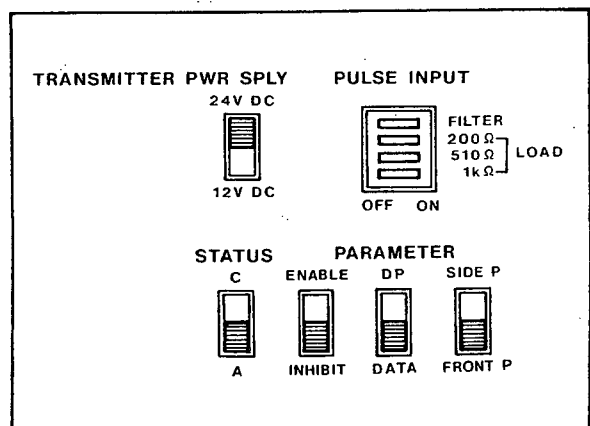 TRANSMITTER PWR SPLY
24V DC
12V DC
PULSE INPUT
FILTER
200Ω
510Ω
1kΩ
LOAD
OFF ON
STATUS
C
A
PARAMETER
ENABLE
INHIBIT
DP
DATA
SIDE P
FRONT P